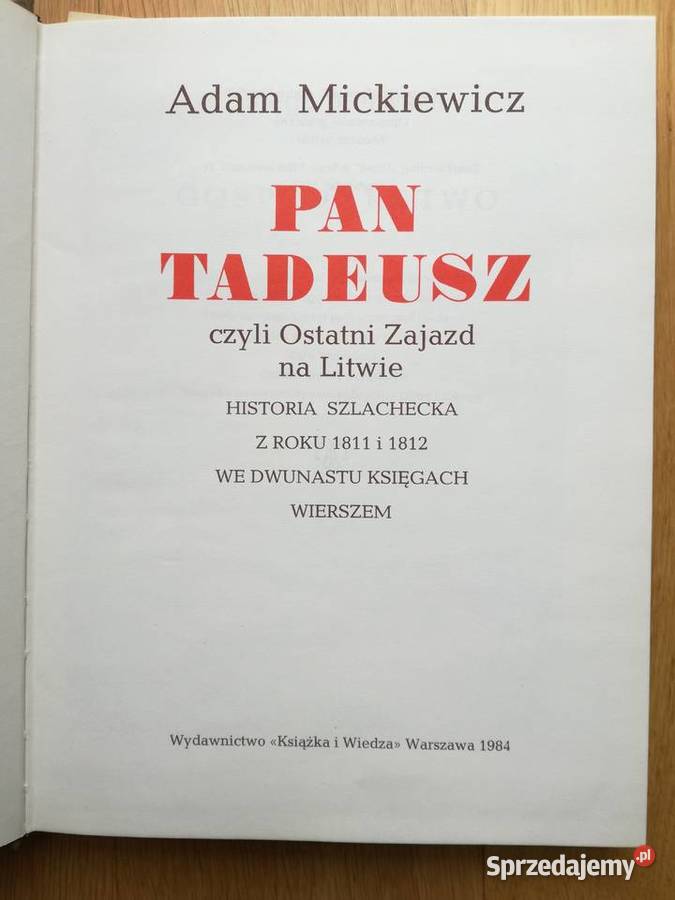 Adam Mickiewicz
PAN
TADEUSZ
czyli Ostatni Zajazd
na Litwie
HISTORIA SZLACHECKA
Z ROKU 1811 i 1812
WE DWUNASTU KSIĘGACH
WIERSZEM
Wydawnictwo «Książka i Wiedza» Warszawa 1984
Sprzedajemy.pl